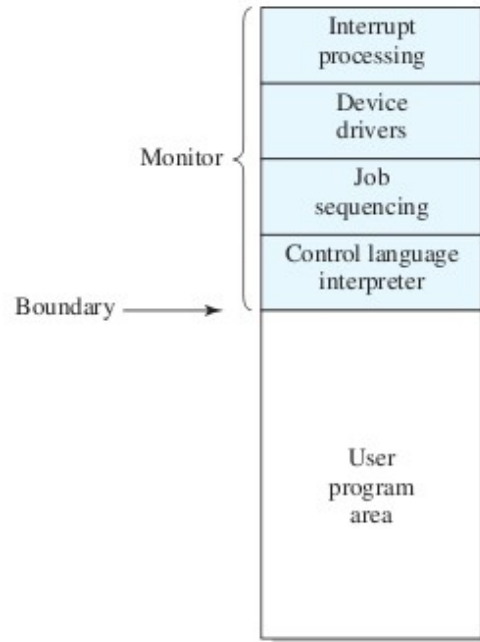 Interrupt
processing
Device
drivers
Monitor
Job
sequencing
Control language
interpreter
Boundary
User
program
area